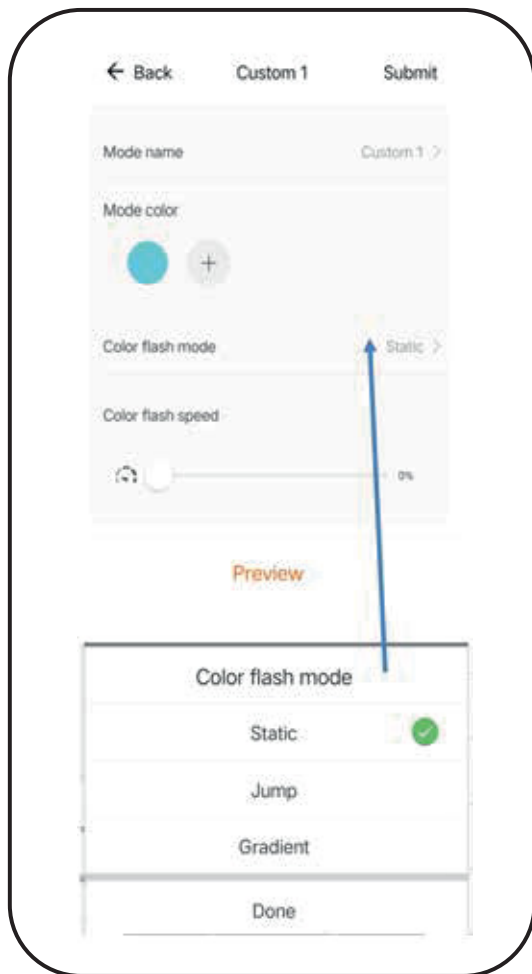 ← Back Custom 1 Submit
Mode name Custom 1 >
Mode color
+
Color flash mode Static >
Color flash speed
0%
Preview
Color flash mode
Static
Jump
Gradient
Done